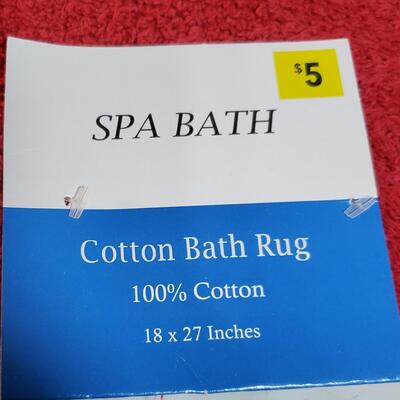 $5
SPA BATH
Cotton Bath Rug
100% Cotton
18 x 27 Inches